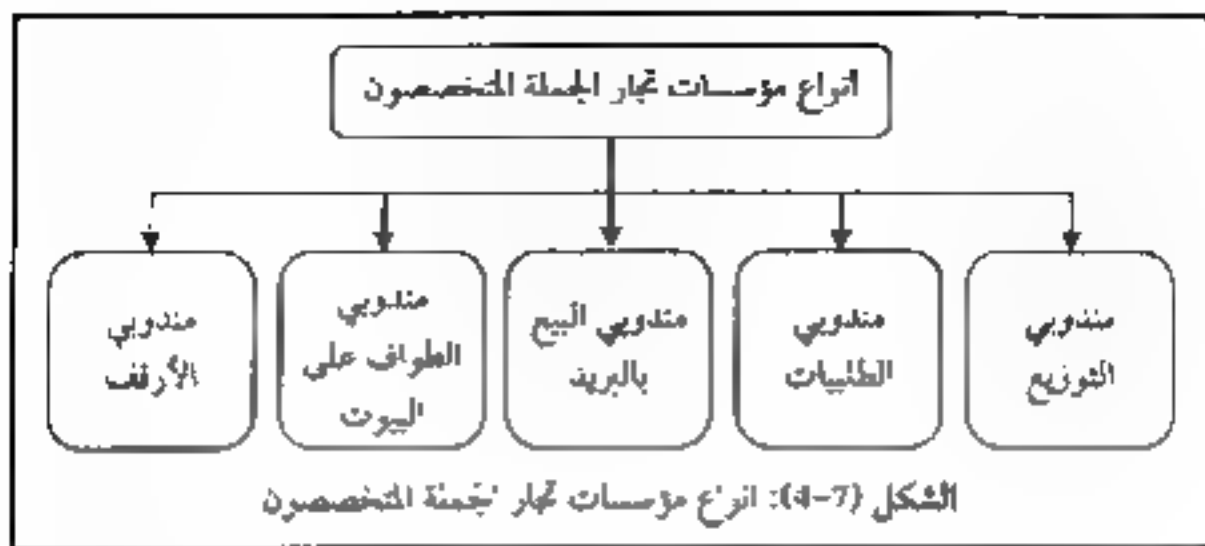 أنواع مؤسسات تجار الجملة المتخصصون
مندوبي
التوزيع
مندوبي
الطلبيات
مندوبي البيع
بالبريد
مندوبي
الطواف على
البيوت
مندوبي
الأرفف
الشكل (7-4): انواع مؤسسات تجار الجملة المتخصصون